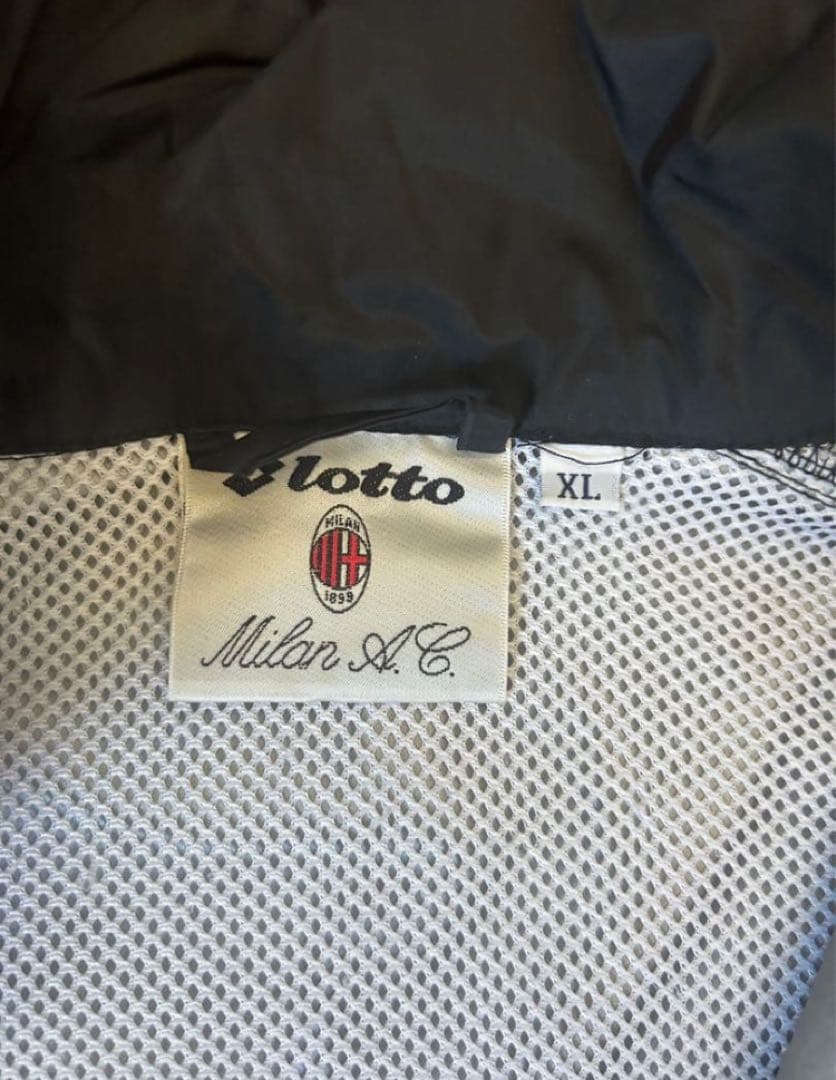 lotto
XL
MILAN
1899
Milan A.C.